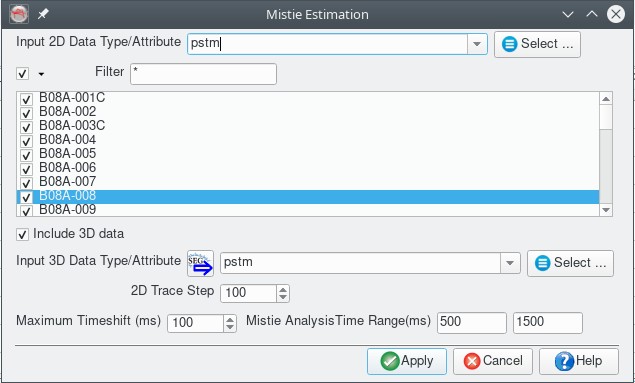 Mistie Estimation
Input 2D Data Type/Attribute pstm Select ...
Filter *
B08A-001C
B08A-002
B08A-003C
B08A-004
B08A-005
B08A-006
B08A-007
B08A-008
B08A-009
Include 3D data
Input 3D Data Type/Attribute SEG pstm Select ...
2D Trace Step 100
Maximum Timeshift (ms) 100 Mistie AnalysisTime Range(ms) 500 1500
Apply Cancel ? Help